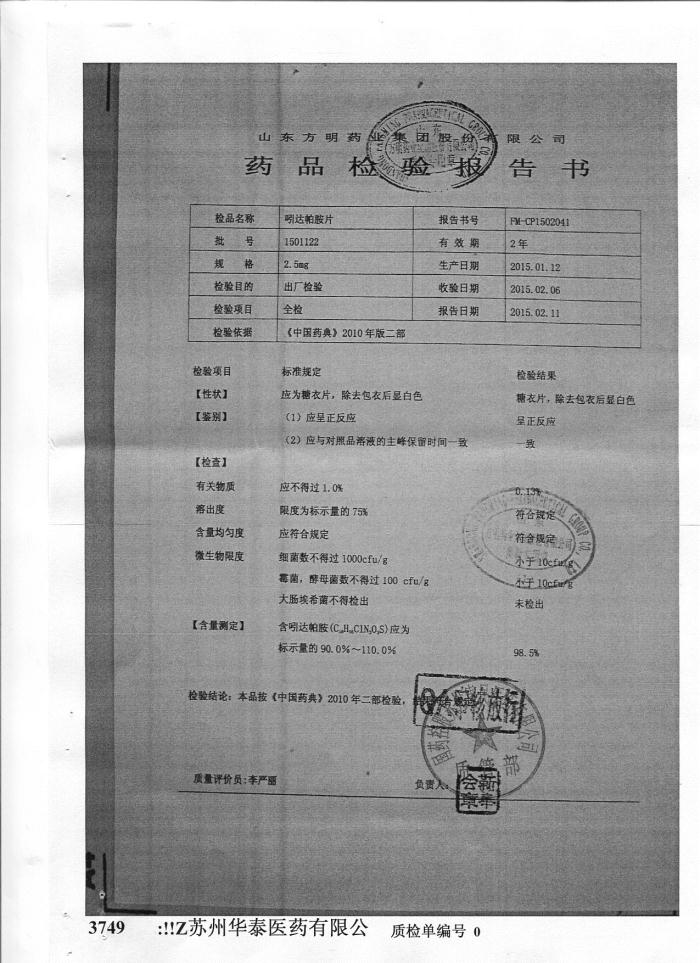 山东方明药业集团股份有限公司
药品检验报告书
检品名称 吲达帕胺片 报告书号 FM-CP1502041
批 号 1501122 有 效 期 2年
规 格 2.5mg 生产日期 2015.01.12
检验目的 出厂检验 收验日期 2015.02.06
检验项目 全检 报告日期 2015.02.11
检验依据 《中国药典》2010年版二部
检验项目 标准规定 检验结果
【性状】 应为糖衣片，除去包衣后显白色 糖衣片，除去包衣后显白色
【鉴别】 （1）应呈正反应 呈正反应
（2）应与对照品溶液的主峰保留时间一致 一致
【检查】
有关物质 应不得过1.0% 0.13%
溶出度 限度为标示量的75% 符合规定
含量均匀度 应符合规定 符合规定
微生物限度 细菌数不得过1000cfu/g 小于10cfu/g
霉菌，酵母菌数不得过100 cfu/g 小于10cfu/g
大肠埃希菌不得检出 未检出
【含量测定】 含吲达帕胺(C₁₆H₁₆ClN₃O₃S)应为
标示量的90.0%～110.0% 98.5%
检验结论：本品按《中国药典》2010年二部检验，
质管部
质量评价员:李严丽 负责人:
3749 :!!Z苏州华泰医药有限公 质检单编号 0